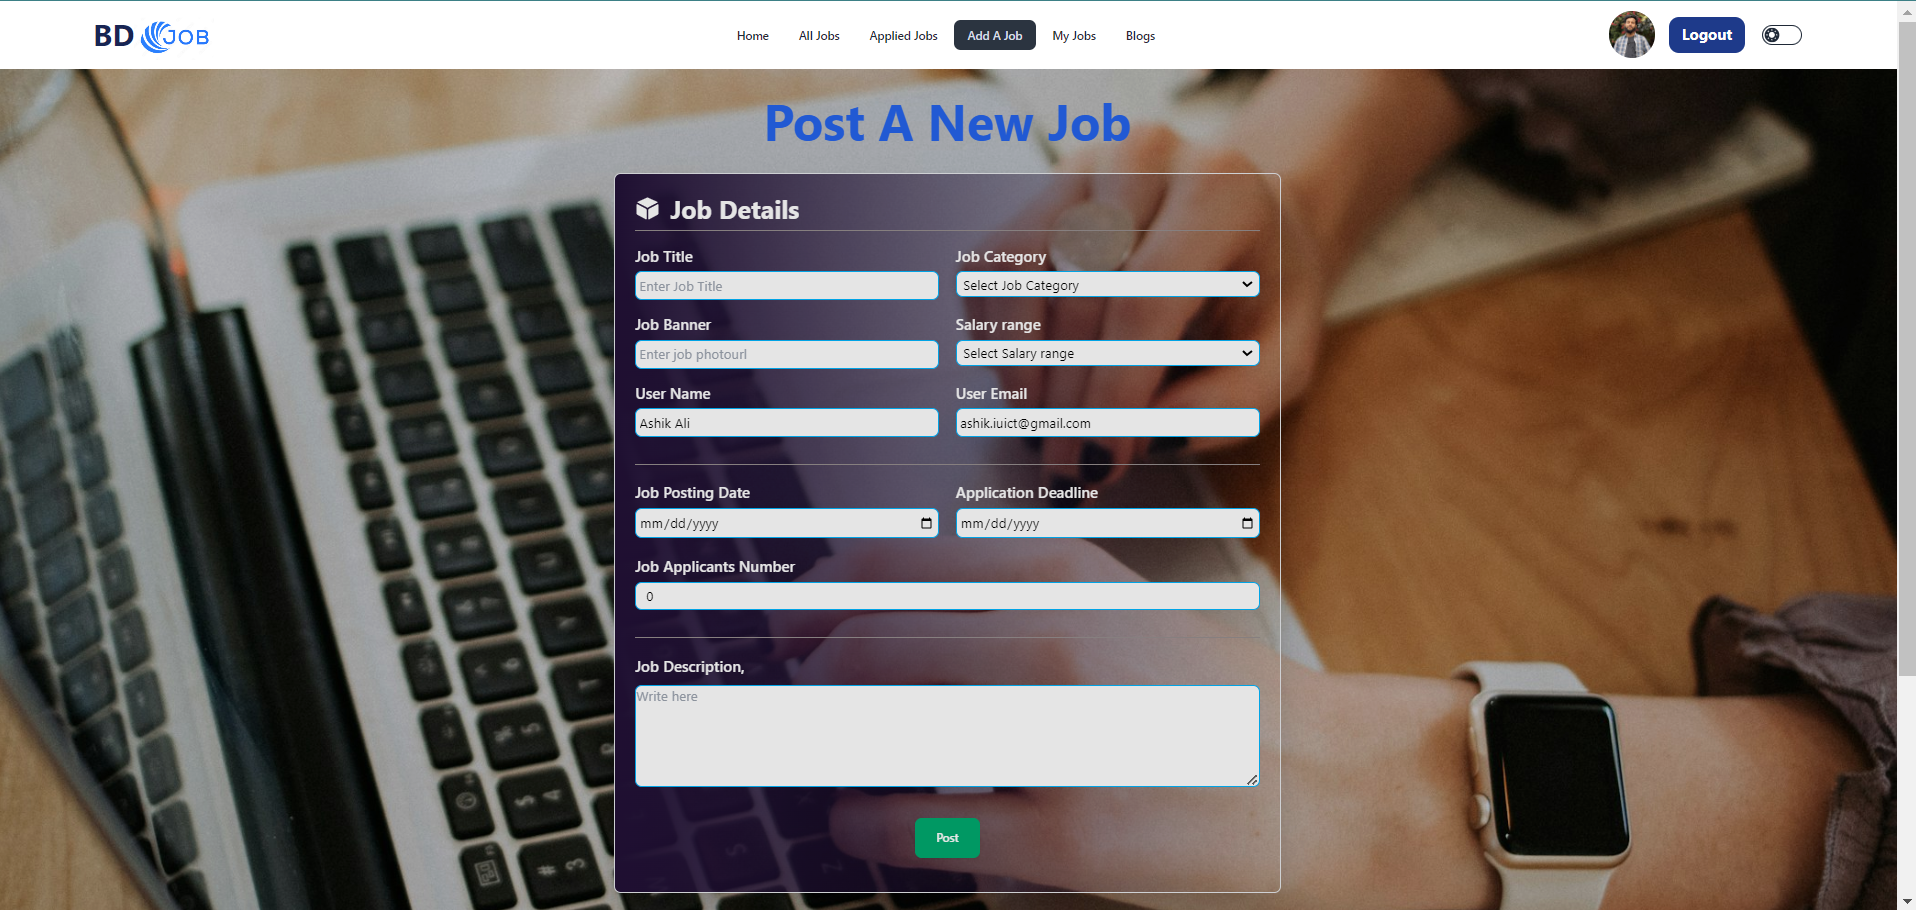 BD JOB
Home
All Jobs
Applied Jobs
Add A Job
My Jobs
Blogs
Logout
Post A New Job
Job Details
Job Title
Job Category
Enter Job Title
Select Job Category
Job Banner
Salary range
Enter job photourl
Select Salary range
User Name
User Email
Ashik Ali
ashik.iuict@gmail.com
Job Posting Date
Application Deadline
mm/dd/yyyy
mm/dd/yyyy
Job Applicants Number
0
Job Description,
Write here
Post